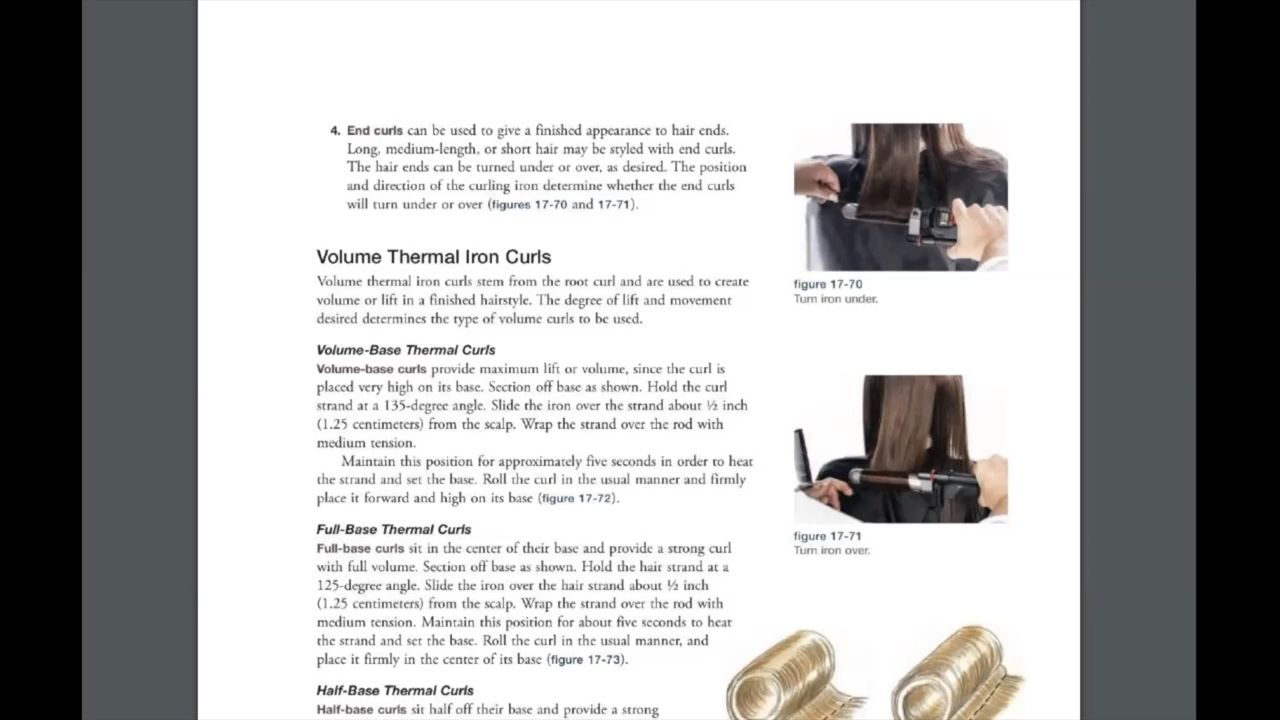 4. End curls can be used to give a finished appearance to hair ends.
Long, medium-length, or short hair may be styled with end curls.
The hair ends can be turned under or over, as desired. The position
and direction of the curling iron determine whether the end curls
will turn under or over (figures 17-70 and 17-71).
figure 17-70
Turn iron under.
Volume Thermal Iron Curls
Volume thermal iron curls stem from the root curl and are used to create
volume or lift in a finished hairstyle. The degree of lift and movement
desired determines the type of volume curls to be used.
Volume-Base Thermal Curls
Volume-base curls provide maximum lift or volume, since the curl is
placed very high on its base. Section off base as shown. Hold the curl
strand at a 135-degree angle. Slide the iron over the strand about ½ inch
(1.25 centimeters) from the scalp. Wrap the strand over the rod with
medium tension.
Maintain this position for approximately five seconds in order to heat
the strand and set the base. Roll the curl in the usual manner and firmly
place it forward and high on its base (figure 17-72).
figure 17-71
Turn iron over.
Full-Base Thermal Curls
Full-base curls sit in the center of their base and provide a strong curl
with full volume. Section off base as shown. Hold the hair strand at a
125-degree angle. Slide the iron over the hair strand about ½ inch
(1.25 centimeters) from the scalp. Wrap the strand over the rod with
medium tension. Maintain this position for about five seconds to heat
the strand and set the base. Roll the curl in the usual manner, and
place it firmly in the center of its base (figure 17-73).
Half-Base Thermal Curls
Half-base curls sit half off their base and provide a strong